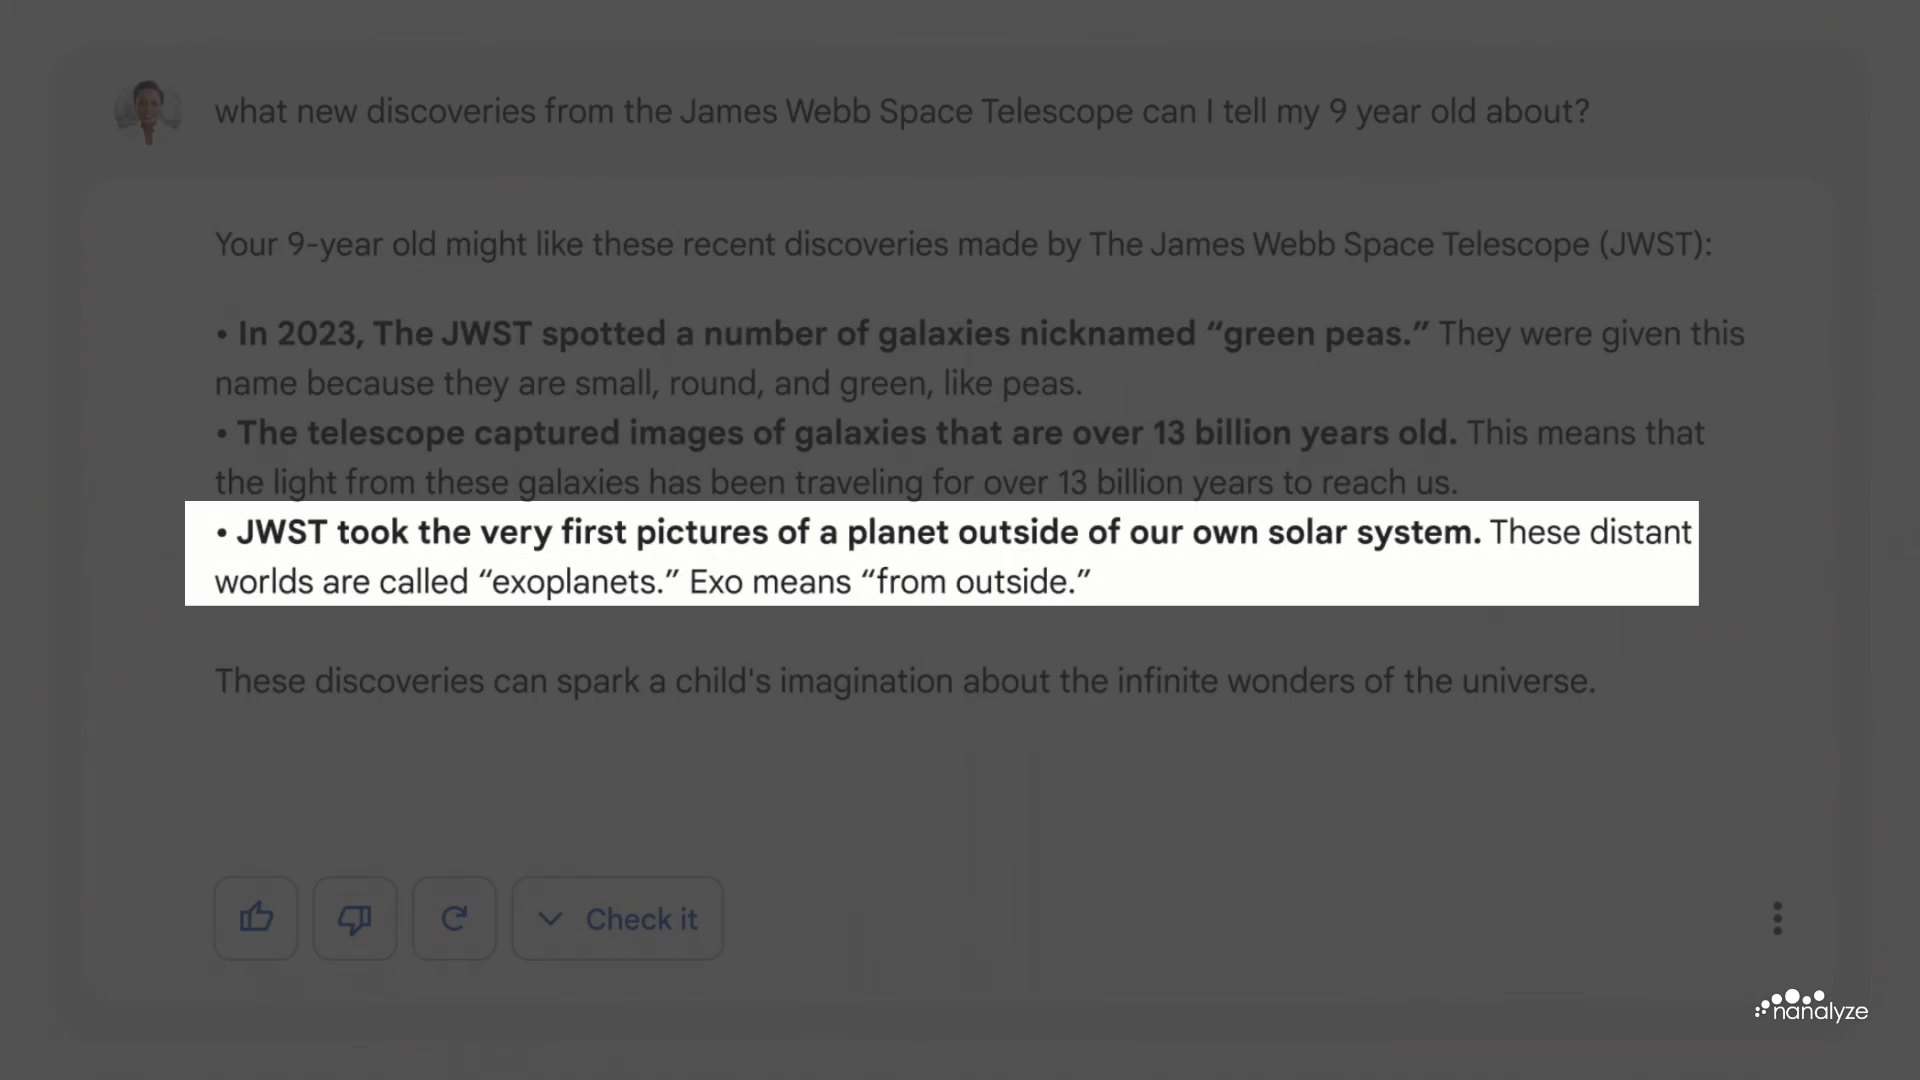 what new discoveries from the James Webb Space Telescope can I tell my 9 year old about?
Your 9-year old might like these recent discoveries made by The James Webb Space Telescope (JWST):
• In 2023, The JWST spotted a number of galaxies nicknamed “green peas.” They were given this
name because they are small, round, and green, like peas.
• The telescope captured images of galaxies that are over 13 billion years old. This means that
the light from these galaxies has been traveling for over 13 billion years to reach us.
• JWST took the very first pictures of a planet outside of our own solar system. These distant
worlds are called “exoplanets.” Exo means “from outside.”
These discoveries can spark a child's imagination about the infinite wonders of the universe.
Check it
nanalyze